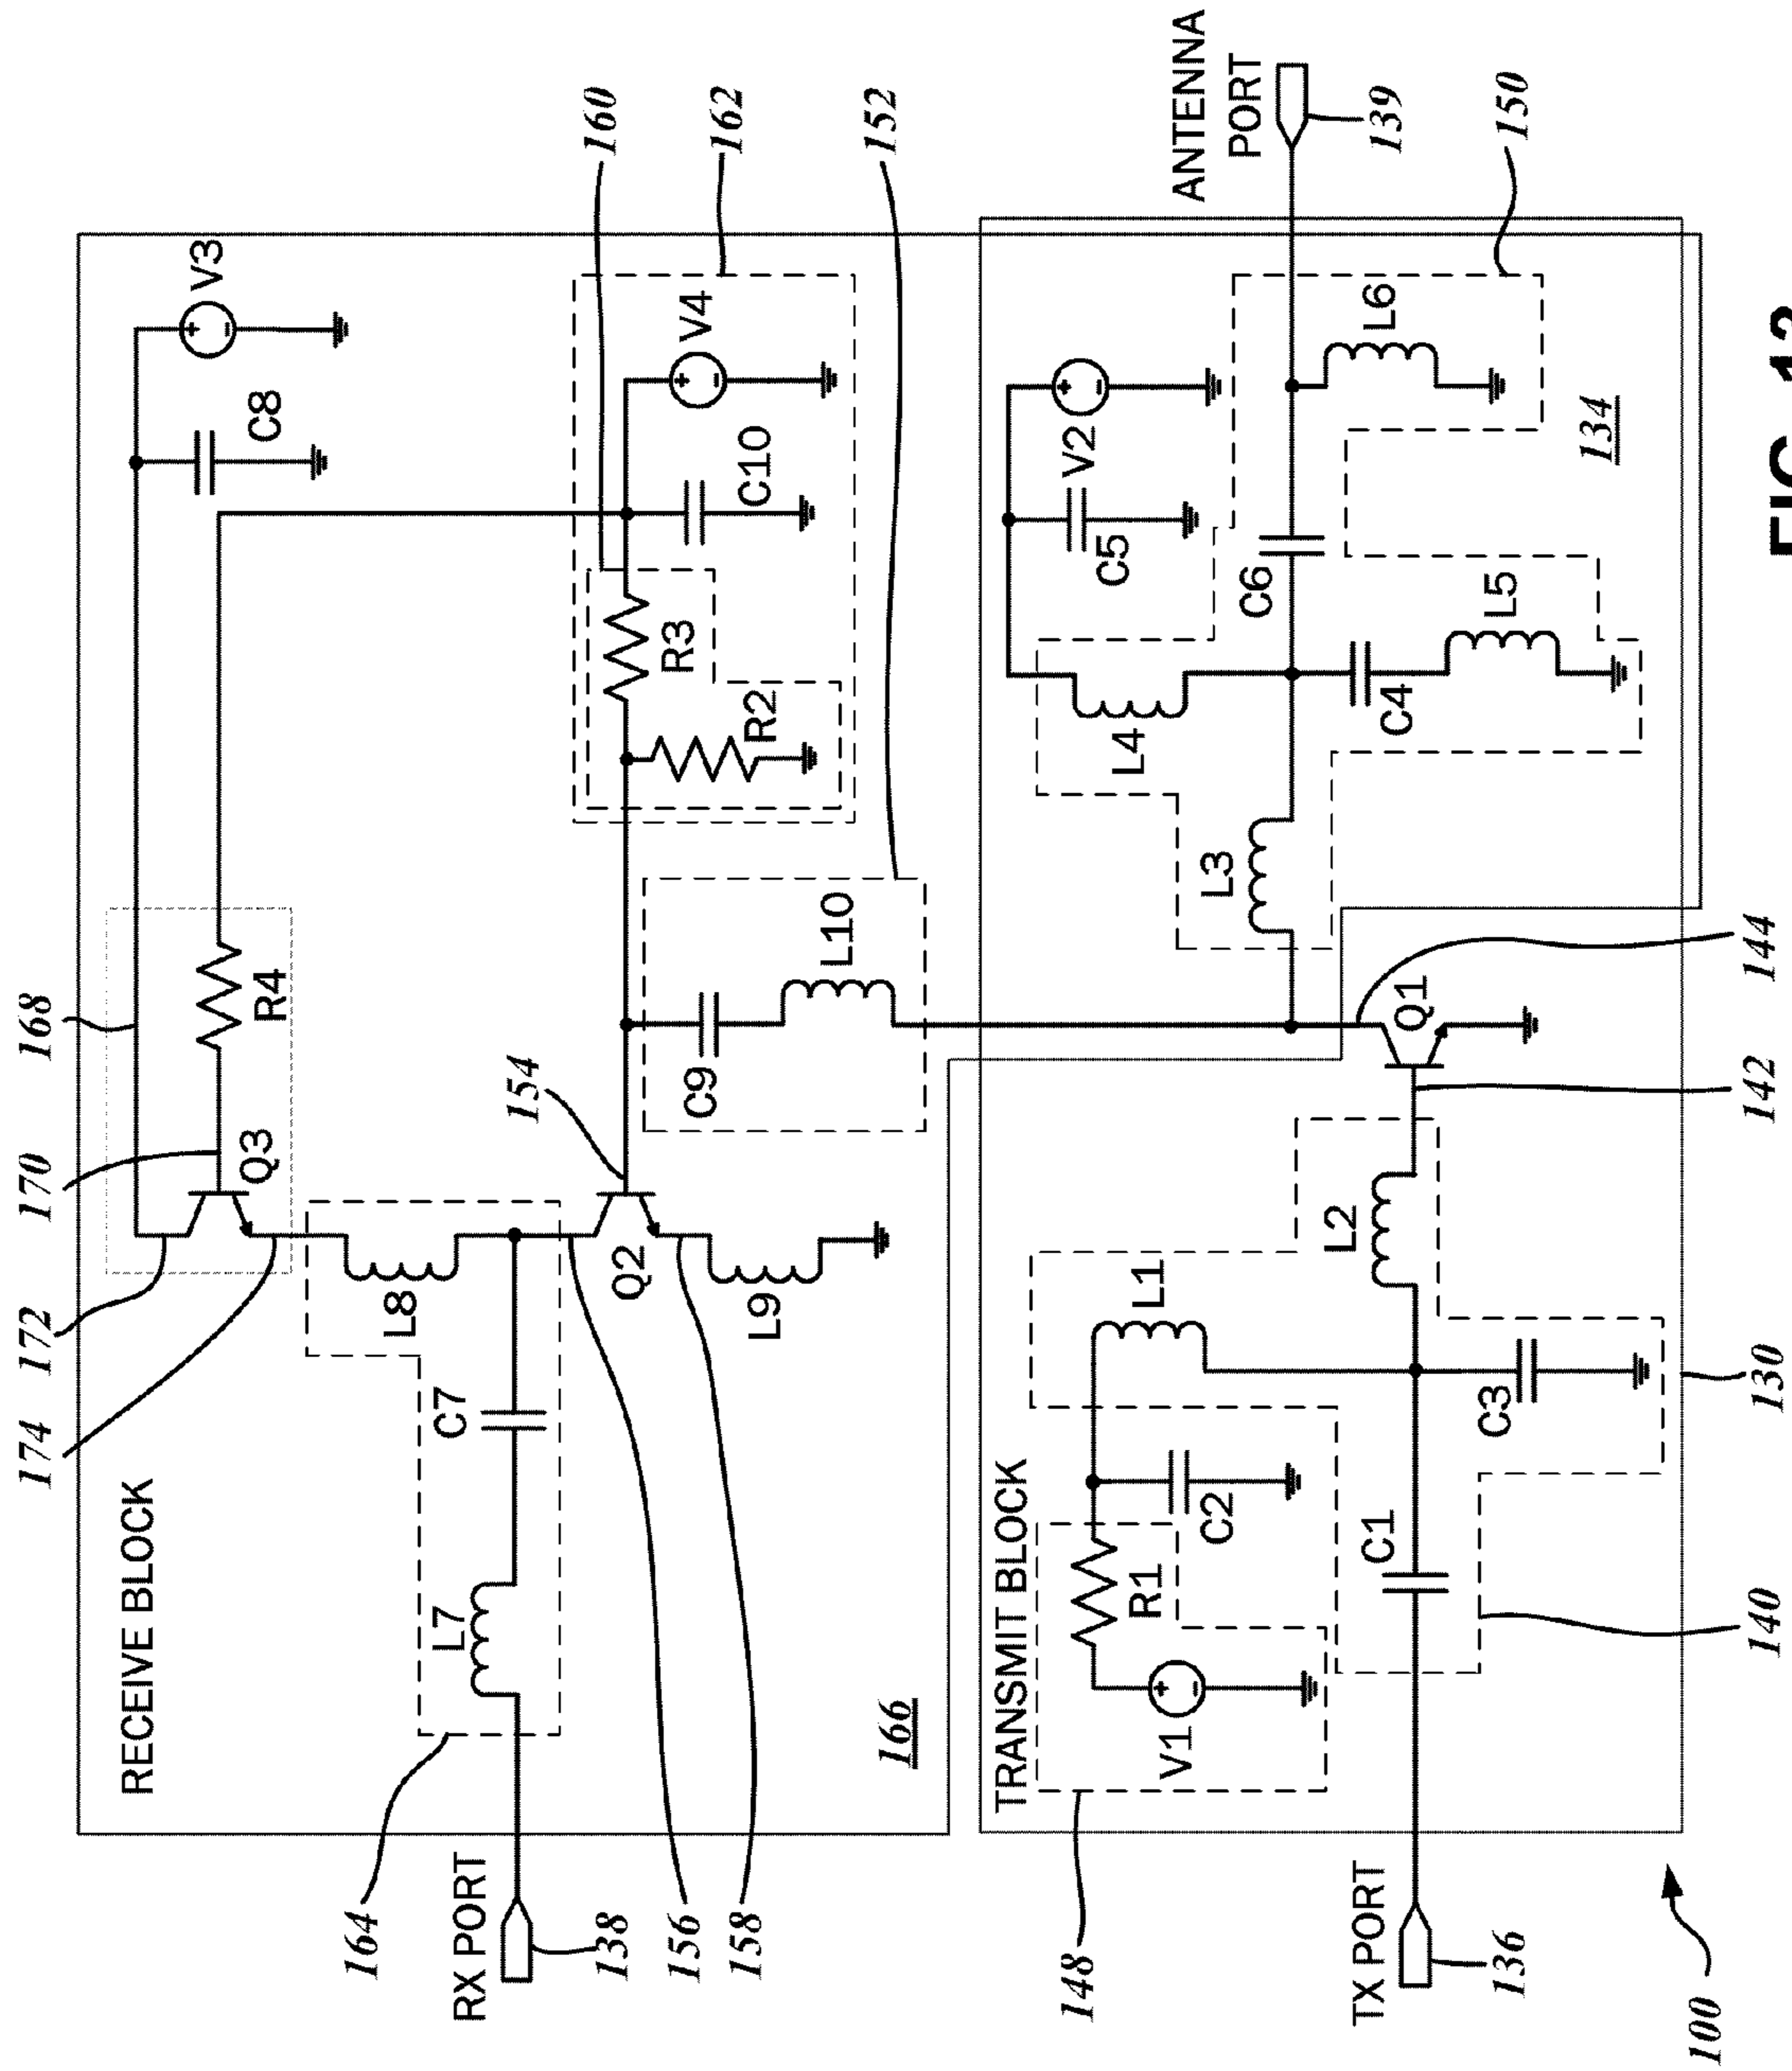 174 172 170 168
RECEIVE BLOCK
V3
Q3 R4 C8
164 L8
RX PORT L7 C7
154
138 Q2 160
156 C9 R3 V4
158 L9 R2 C10 162
166 L10 152
TRANSMIT BLOCK
148 R1 L1 L4 C5 V2
V1 C2 L3 ANTENNA
PORT
C6
TX PORT C1 L2 Q1 C4 L6 139
136 C3 L5 150
134
100 140 130 142 144
FIG.